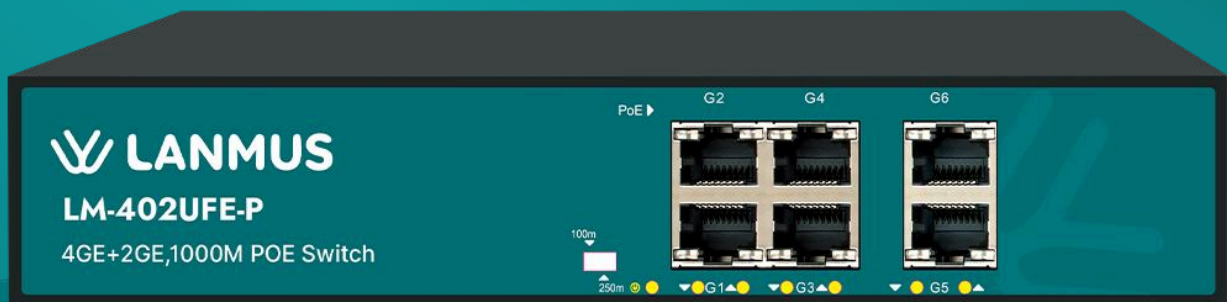 LANMUS
LM-402UFE-P
4GE+2GE,1000M POE Switch
PoE
G2 G4 G6
100m
250m
G1 G3 G5